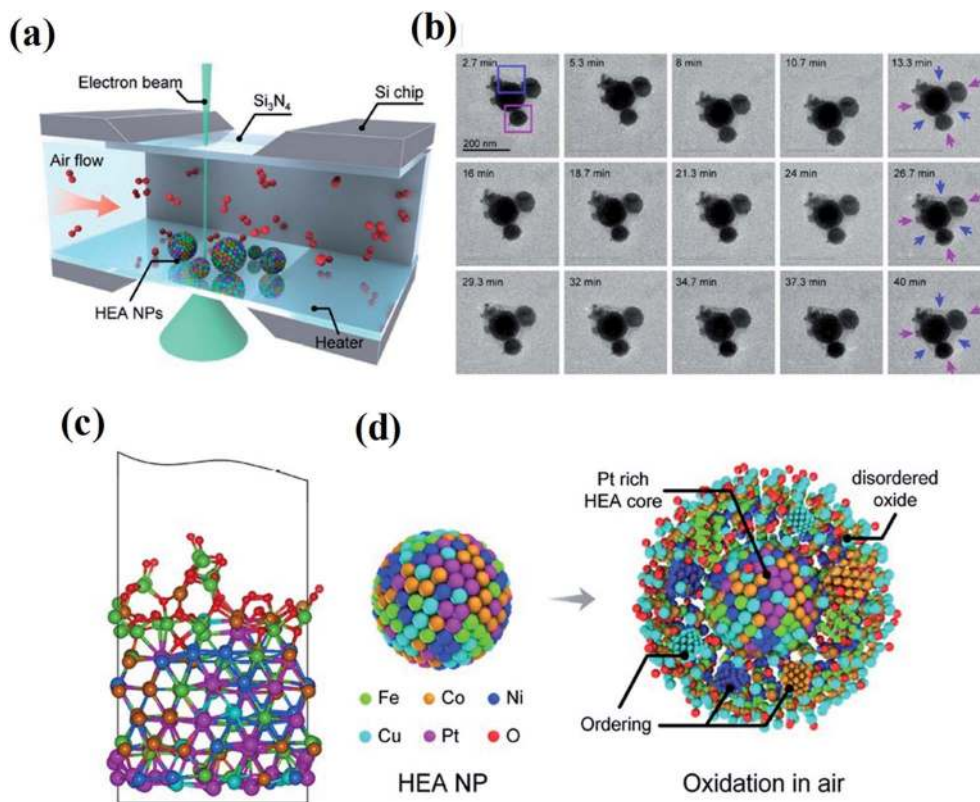 (a)
Electron beam
Si₃N₄
Si chip
Air flow
HEA NPs
Heater
(b)
2.7 min
5.3 min
8 min
10.7 min
13.3 min
200 nm
16 min
18.7 min
21.3 min
24 min
26.7 min
29.3 min
32 min
34.7 min
37.3 min
40 min
(c)
(d)
Pt rich
HEA core
disordered
oxide
Fe Co Ni
Cu Pt O
Ordering
HEA NP
Oxidation in air